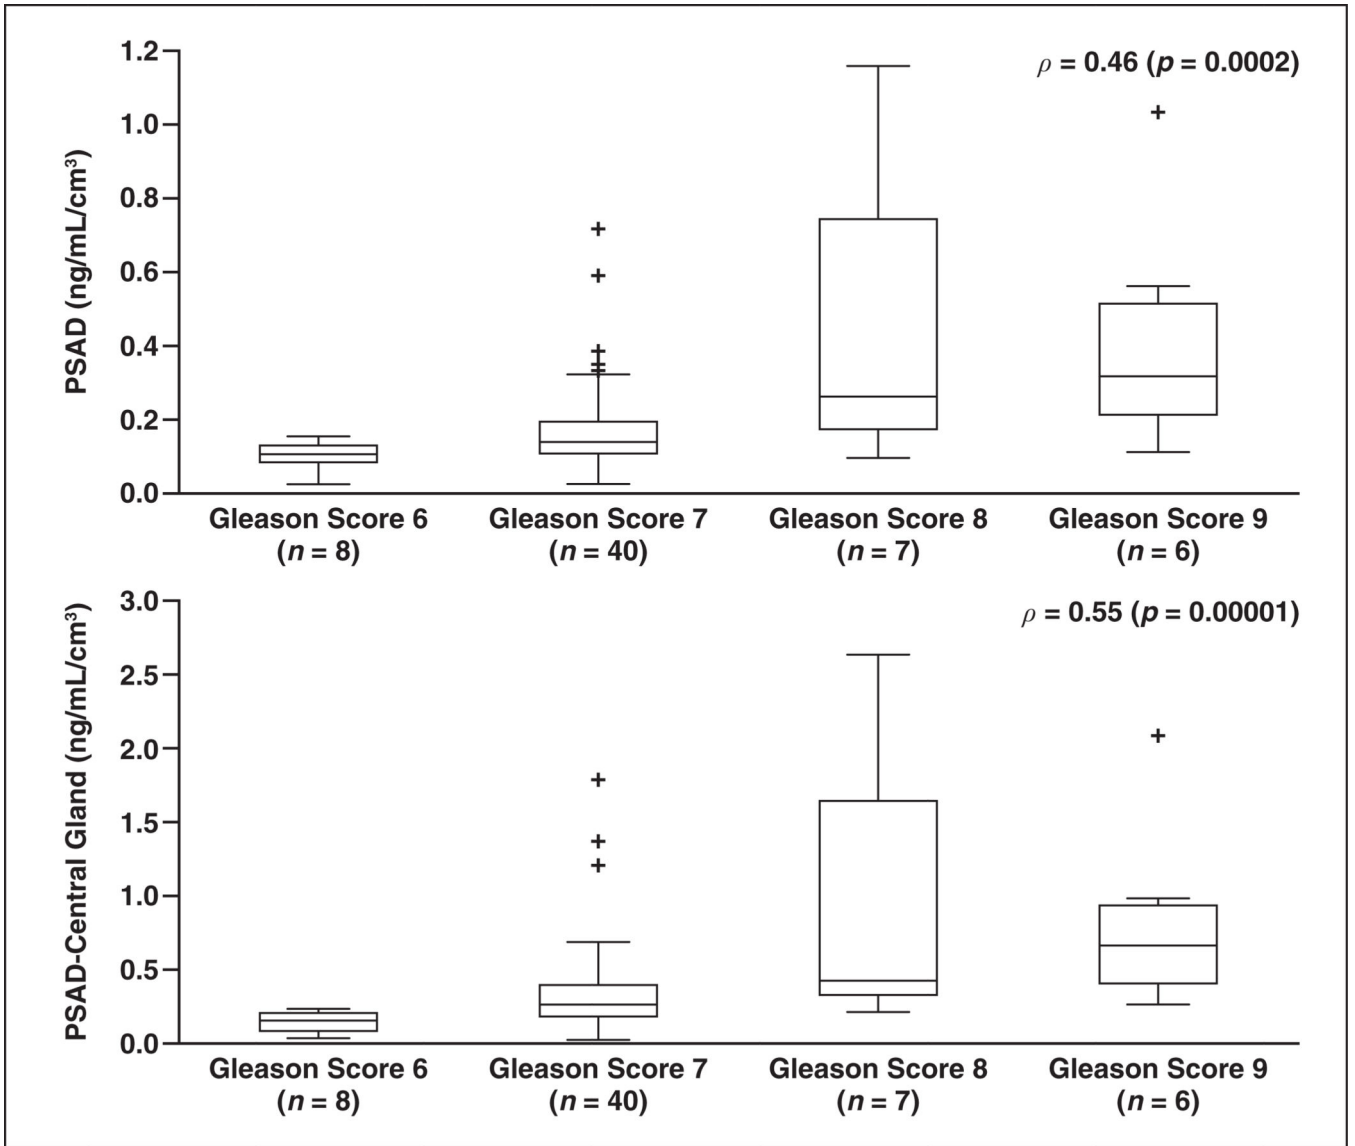 PSAD (ng/mL/cm³)
1.2
1.0
0.8
0.6
0.4
0.2
0.0
ρ = 0.46 (p = 0.0002)
Gleason Score 6
(n = 8)
Gleason Score 7
(n = 40)
Gleason Score 8
(n = 7)
Gleason Score 9
(n = 6)
PSAD-Central Gland (ng/mL/cm³)
3.0
2.5
2.0
1.5
1.0
0.5
0.0
ρ = 0.55 (p = 0.00001)
Gleason Score 6
(n = 8)
Gleason Score 7
(n = 40)
Gleason Score 8
(n = 7)
Gleason Score 9
(n = 6)